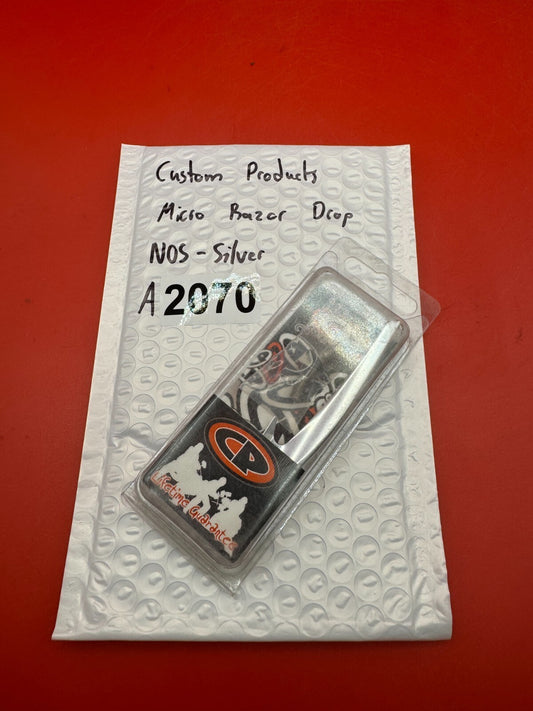 Custom Products
Micro Razor Drop
NOS - Silver
A2070
CP
Lifetime Guarantee